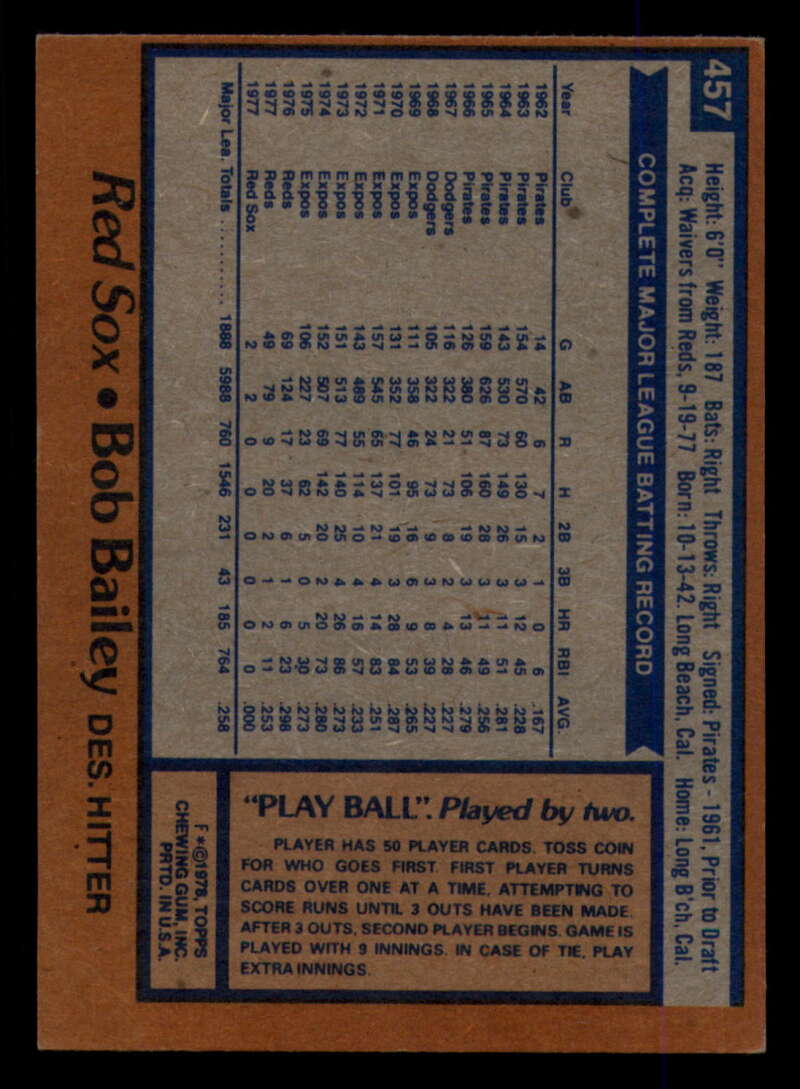 457
Height: 6'0" Weight: 187 Bats: Right Throws: Right Signed: Pirates - 1961, Prior to Draft
Acq: Waivers from Reds, 9-19-77 Born: 10-13-42, Long Beach, Cal. Home: Long B'ch, Cal.
COMPLETE MAJOR LEAGUE BATTING RECORD
Year Club G AB R H 2B 3B HR RBI AVG.
1962 Pirates 14 42 6 7 2 1 0 6 .167
1963 Pirates 154 570 60 130 15 3 12 45 .228
1964 Pirates 143 530 73 149 26 3 11 51 .281
1965 Pirates 159 626 87 160 28 3 11 49 .256
1966 Pirates 126 380 51 106 19 3 13 46 .279
1967 Dodgers 116 322 21 73 8 2 4 28 .227
1968 Dodgers 105 322 24 73 9 3 8 39 .227
1969 Expos 111 358 46 95 16 6 9 53 .265
1970 Expos 131 352 77 101 19 3 28 84 .287
1971 Expos 157 545 65 137 21 4 14 83 .251
1972 Expos 143 489 55 114 10 4 16 57 .233
1973 Expos 151 513 77 140 25 4 26 86 .273
1974 Expos 152 507 69 142 20 2 20 73 .280
1975 Expos 106 227 23 62 5 0 5 30 .273
1976 Reds 69 124 17 37 6 1 6 23 .298
1977 Reds 49 79 9 20 2 1 2 11 .253
1977 Red Sox 2 2 0 0 0 0 0 0 .000
Major Lea. Totals ........... 1888 5988 760 1546 231 43 185 764 .258
"PLAY BALL". Played by two.
PLAYER HAS 50 PLAYER CARDS. TOSS COIN
FOR WHO GOES FIRST. FIRST PLAYER TURNS
CARDS OVER ONE AT A TIME, ATTEMPTING TO
SCORE RUNS UNTIL 3 OUTS HAVE BEEN MADE.
AFTER 3 OUTS, SECOND PLAYER BEGINS. GAME IS
PLAYED WITH 9 INNINGS. IN CASE OF TIE, PLAY
EXTRA INNINGS.
F *©1978, TOPPS
CHEWING GUM, INC.
PRTD. IN U.S.A.
Red Sox • Bob Bailey DES. HITTER